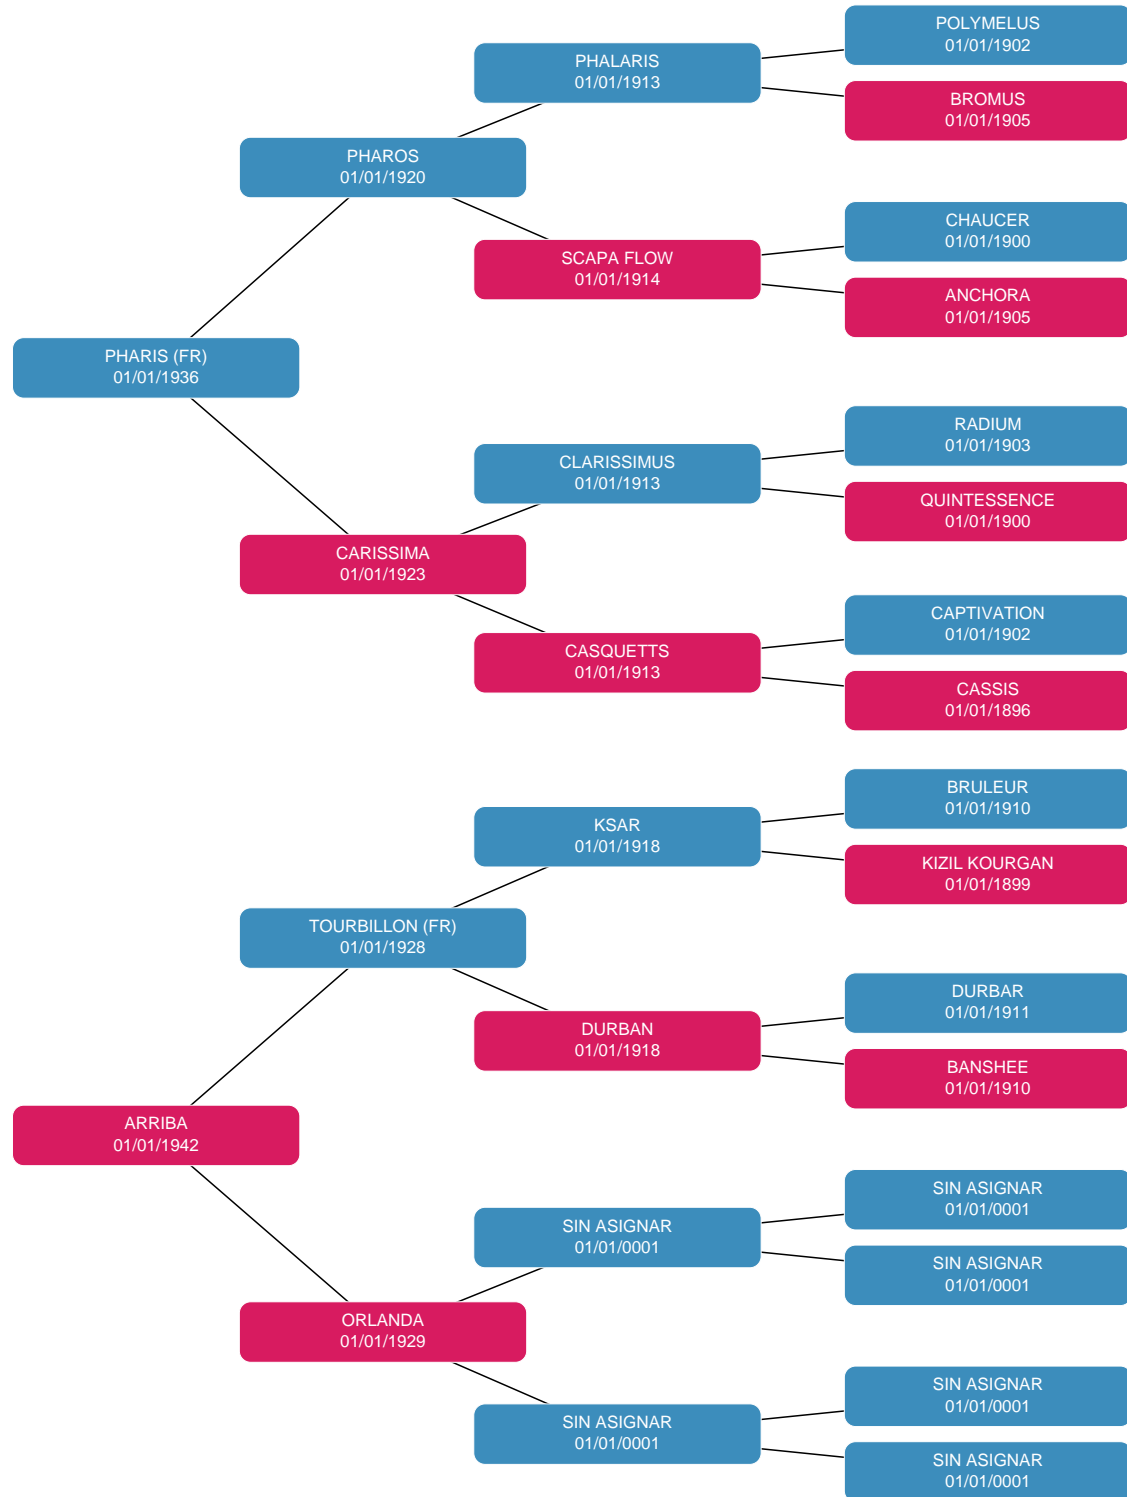 POLYMELUS
01/01/1902
PHALARIS
01/01/1913
BROMUS
01/01/1905
PHAROS
01/01/1920
CHAUCER
01/01/1900
SCAPA FLOW
01/01/1914
ANCHORA
01/01/1905
PHARIS (FR)
01/01/1936
RADIUM
01/01/1903
CLARISSIMUS
01/01/1913
QUINTESSENCE
01/01/1900
CARISSIMA
01/01/1923
CAPTIVATION
01/01/1902
CASQUETTS
01/01/1913
CASSIS
01/01/1896
BRULEUR
01/01/1910
KSAR
01/01/1918
KIZIL KOURGAN
01/01/1899
TOURBILLON (FR)
01/01/1928
DURBAR
01/01/1911
DURBAN
01/01/1918
BANSHEE
01/01/1910
ARRIBA
01/01/1942
SIN ASIGNAR
01/01/0001
SIN ASIGNAR
01/01/0001
SIN ASIGNAR
01/01/0001
ORLANDA
01/01/1929
SIN ASIGNAR
01/01/0001
SIN ASIGNAR
01/01/0001
SIN ASIGNAR
01/01/0001